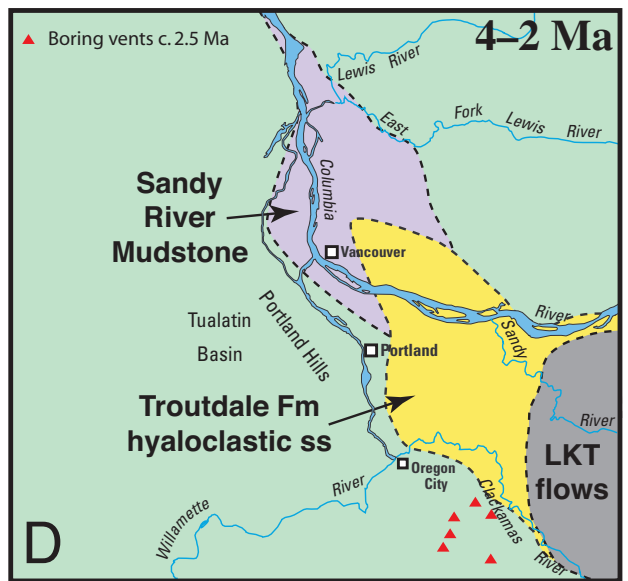 Boring vents c. 2.5 Ma
4–2 Ma
Lewis River
East Fork Lewis River
Sandy
River
Mudstone
Columbia
Vancouver
River
Tualatin
Basin
Portland Hills
Sandy
Portland
River
Troutdale Fm
hyaloclastic ss
LKT
flows
Oregon
City
Clackamas
River
Willamette
River
D